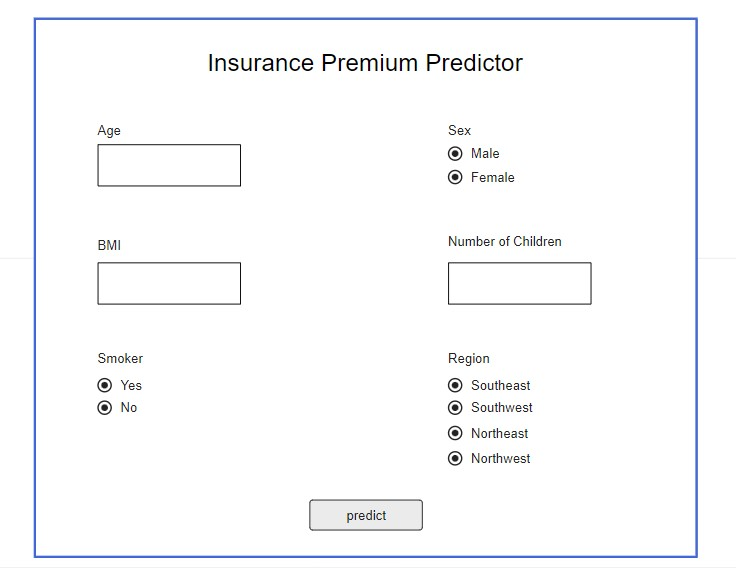 Insurance Premium Predictor
Age
Sex
Male
Female
BMI
Number of Children
Smoker
Yes
No
Region
Southeast
Southwest
Northeast
Northwest
predict